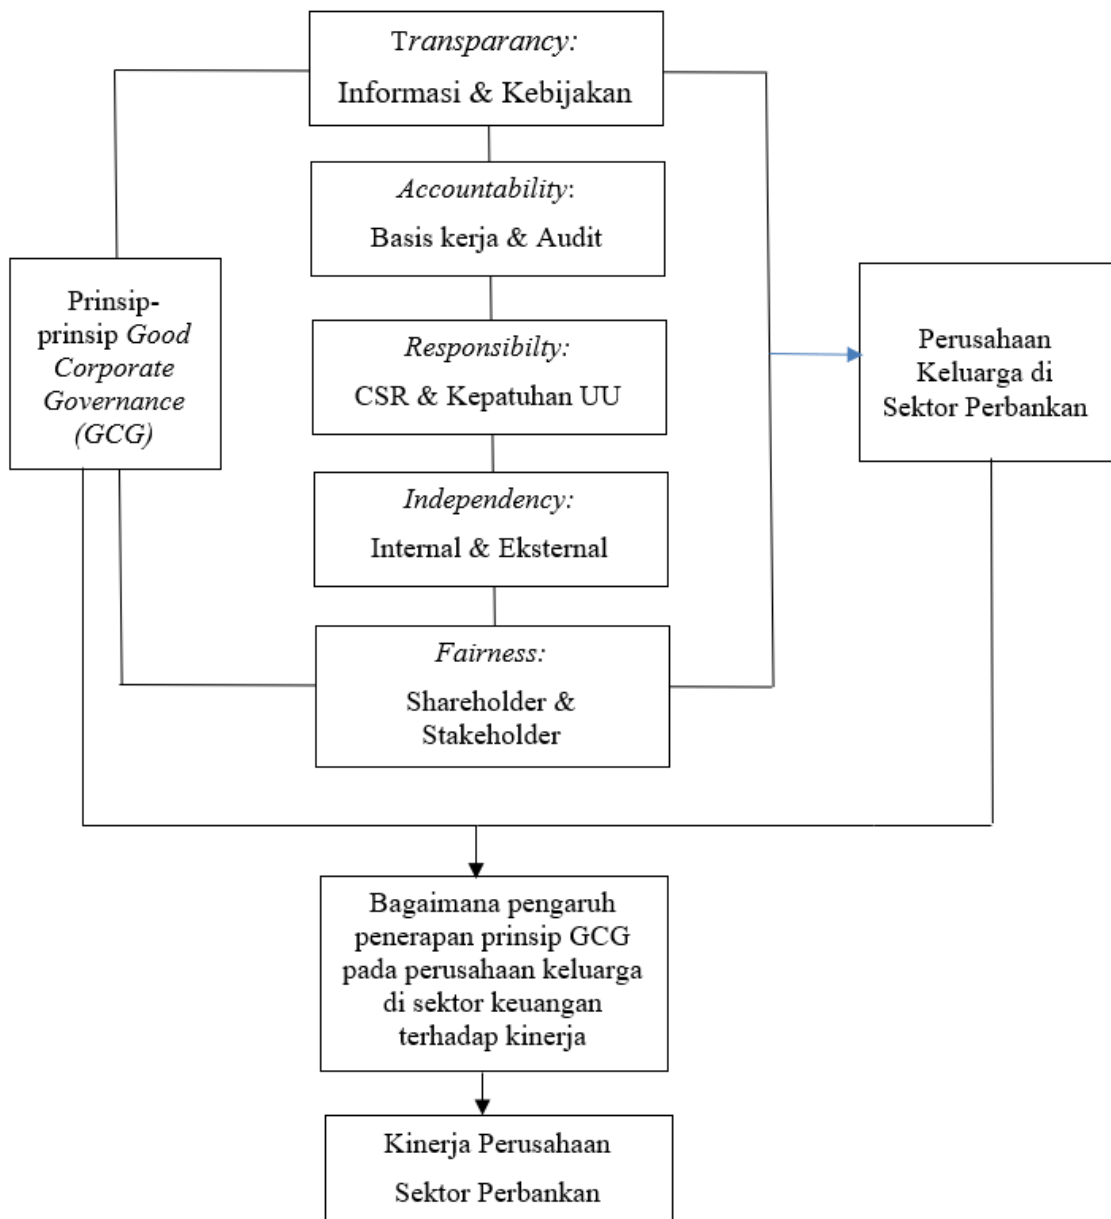 Transparancy:
Informasi & Kebijakan
Accountability:
Basis kerja & Audit
Prinsip-
prinsip Good
Corporate
Governance
(GCG)
Responsibilty:
CSR & Kepatuhan UU
Perusahaan
Keluarga di
Sektor Perbankan
Independency:
Internal & Eksternal
Fairness:
Shareholder &
Stakeholder
Bagaimana pengaruh
penerapan prinsip GCG
pada perusahaan keluarga
di sektor keuangan
terhadap kinerja
Kinerja Perusahaan
Sektor Perbankan